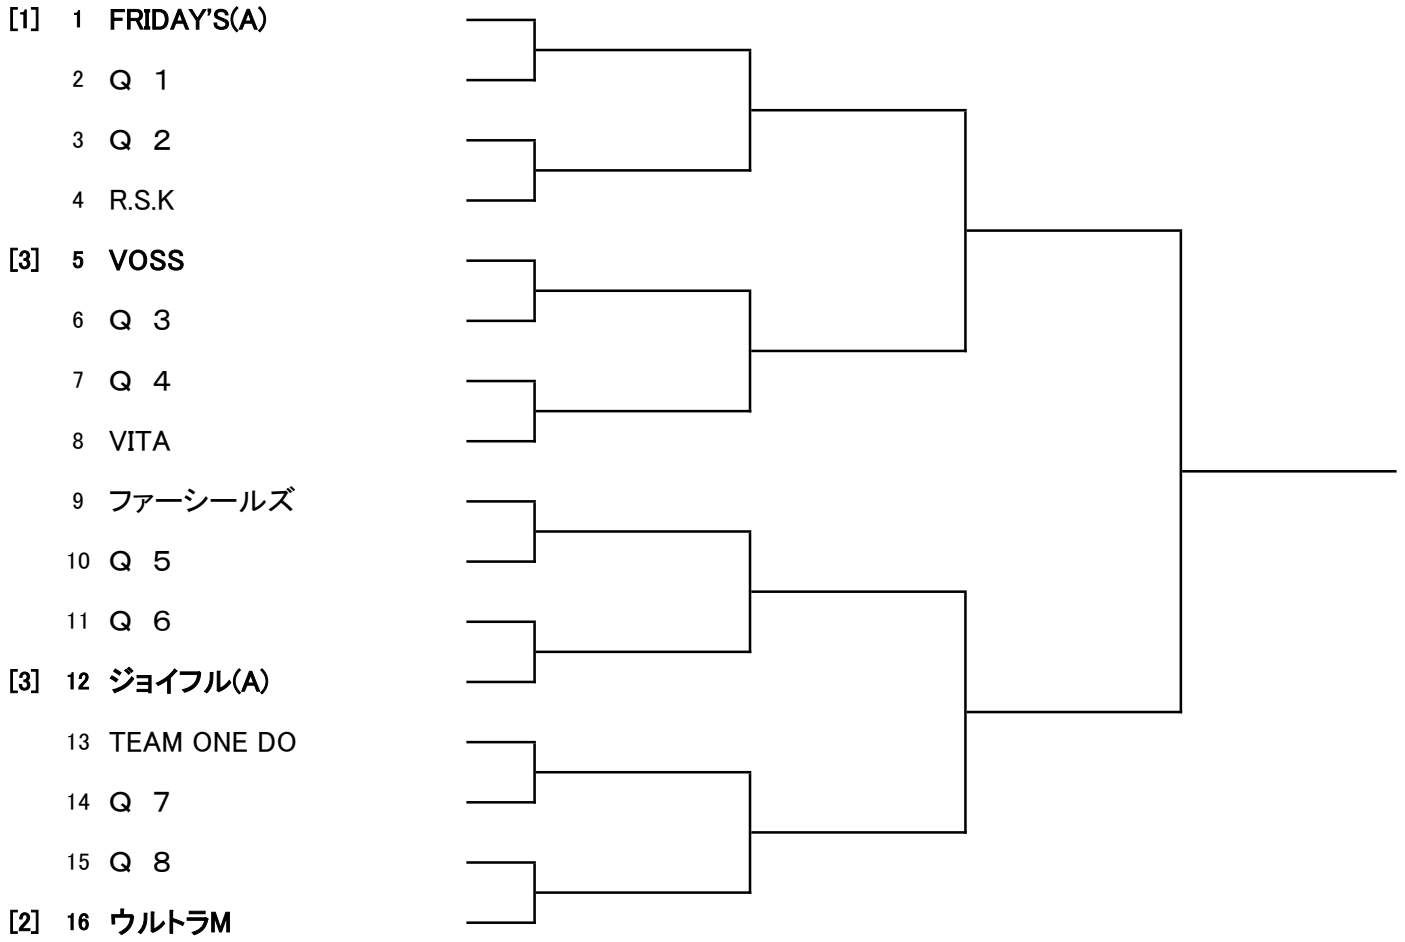 [1] 1 FRIDAY'S(A)
2 Q 1
3 Q 2
4 R.S.K
[3] 5 VOSS
6 Q 3
7 Q 4
8 VITA
9 ファーシールズ
10 Q 5
11 Q 6
[3] 12 ジョイフル(A)
13 TEAM ONE DO
14 Q 7
15 Q 8
[2] 16 ウルトラM